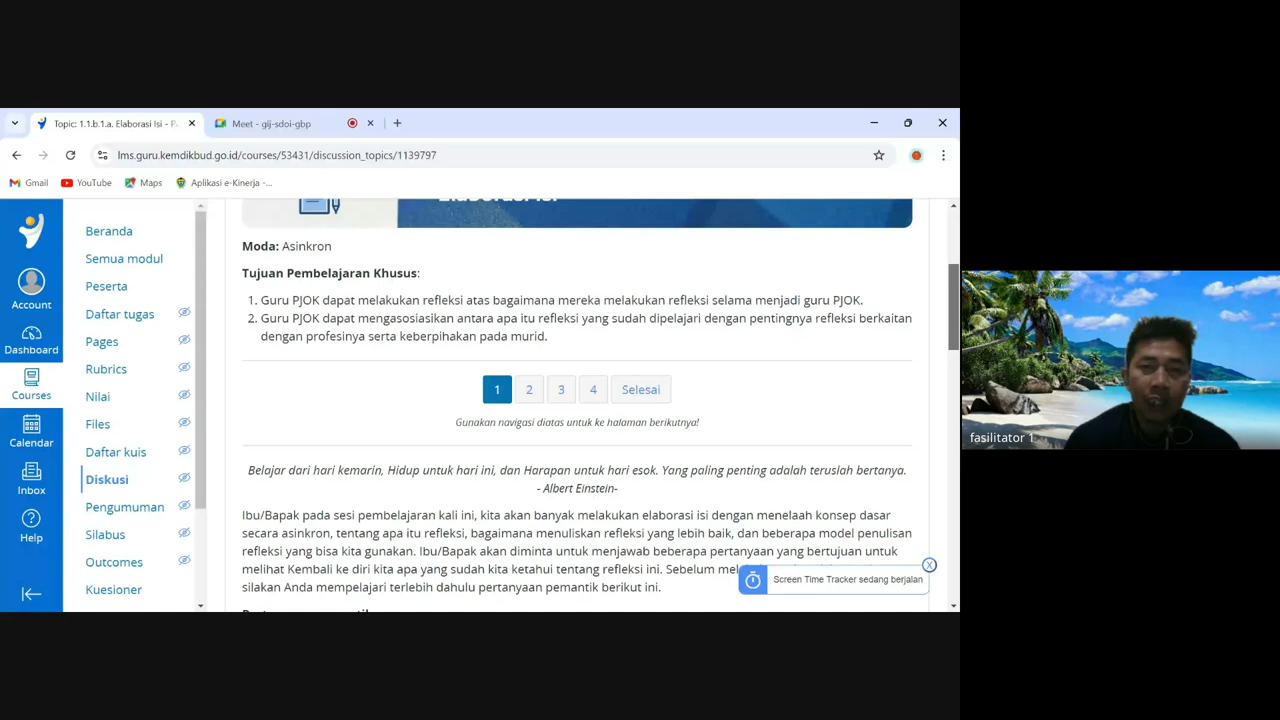 Topic: 1.1.b.1.a. Elaborasi Isi - P
Meet - gij-sdoi-gbp
lms.guru.kemdikbud.go.id/courses/53431/discussion_topics/1139797
Gmail
YouTube
Maps
Aplikasi e-Kinerja -...
Account
Dashboard
Courses
Calendar
Inbox
Help
Beranda
Semua modul
Peserta
Daftar tugas
Pages
Rubrics
Nilai
Files
Daftar kuis
Diskusi
Pengumuman
Silabus
Outcomes
Kuesioner
Moda: Asinkron
Tujuan Pembelajaran Khusus:
1. Guru PJOK dapat melakukan refleksi atas bagaimana mereka melakukan refleksi selama menjadi guru PJOK.
2. Guru PJOK dapat mengasosiasikan antara apa itu refleksi yang sudah dipelajari dengan pentingnya refleksi berkaitan
dengan profesinya serta keberpihakan pada murid.
1 2 3 4 Selesai
Gunakan navigasi diatas untuk ke halaman berikutnya!
Belajar dari hari kemarin, Hidup untuk hari ini, dan Harapan untuk hari esok. Yang paling penting adalah teruslah bertanya.
- Albert Einstein-
Ibu/Bapak pada sesi pembelajaran kali ini, kita akan banyak melakukan elaborasi isi dengan menelaah konsep dasar
secara asinkron, tentang apa itu refleksi, bagaimana menuliskan refleksi yang lebih baik, dan beberapa model penulisan
refleksi yang bisa kita gunakan. Ibu/Bapak akan diminta untuk menjawab beberapa pertanyaan yang bertujuan untuk
melihat Kembali ke diri kita apa yang sudah kita ketahui tentang refleksi ini. Sebelum
silakan Anda mempelajari terlebih dahulu pertanyaan pemantik berikut ini.
Screen Time Tracker sedang berjalan
fasilitator 1